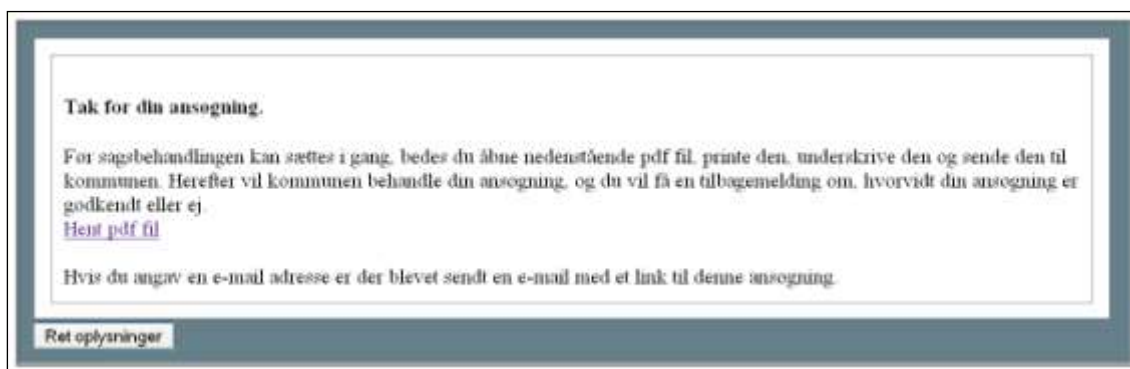 Tak for din ansøgning.
Før sagsbehandlingen kan sættes i gang, bedes du åbne nedenstående pdf fil, printe den, underskrive den og sende den til
kommunen. Herefter vil kommunen behandle din ansøgning, og du vil få en tilbagemelding om, hvorvidt din ansøgning er
godkendt eller ej.
Hent pdf fil
Hvis du angav en e-mail adresse er der blevet sendt en e-mail med et link til denne ansøgning.
Ret oplysninger